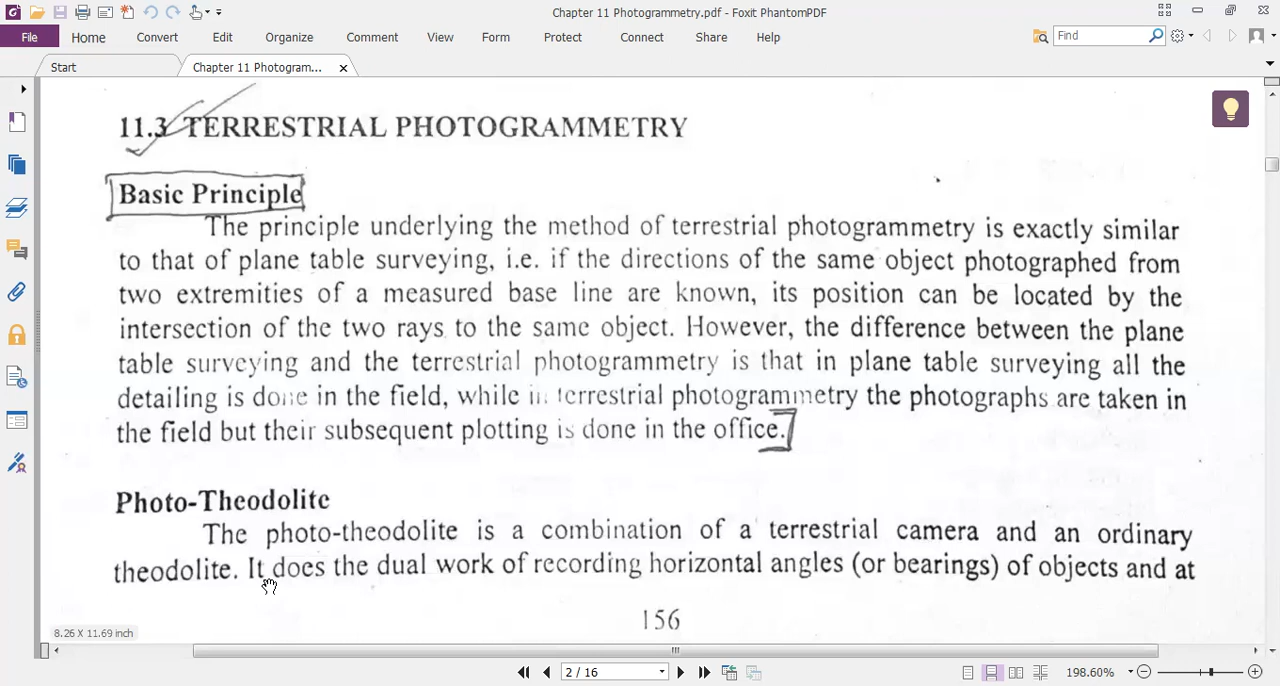 Chapter 11 Photogrammetry.pdf - Foxit PhantomPDF
File Home Convert Edit Organize Comment View Form Protect Connect Share Help Find
Start Chapter 11 Photogram...
11.3 TERRESTRIAL PHOTOGRAMMETRY
Basic Principle
The principle underlying the method of terrestrial photogrammetry is exactly similar
to that of plane table surveying, i.e. if the directions of the same object photographed from
two extremities of a measured base line are known, its position can be located by the
intersection of the two rays to the same object. However, the difference between the plane
table surveying and the terrestrial photogrammetry is that in plane table surveying all the
detailing is done in the field, while in terrestrial photogrammetry the photographs are taken in
the field but their subsequent plotting is done in the office.
Photo-Theodolite
The photo-theodolite is a combination of a terrestrial camera and an ordinary
theodolite. It does the dual work of recording horizontal angles (or bearings) of objects and at
156
8.26 X 11.69 inch
2 / 16 198.60%